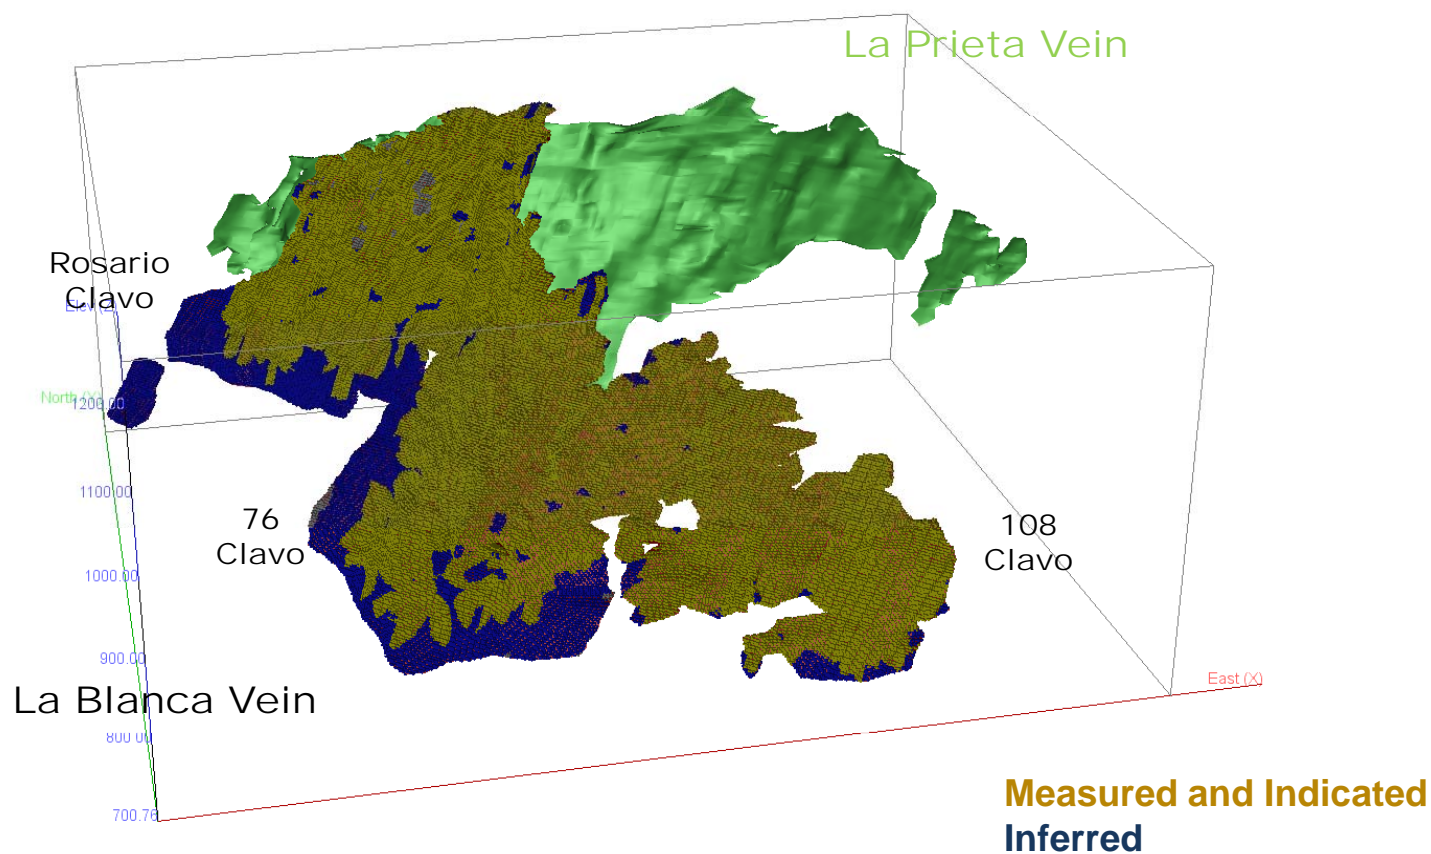 La Prieta Vein
Rosario
Clavo
Elev (Z)
North (Y)
1200.00
1100.00
76
Clavo
108
Clavo
1000.00
900.00
East (X)
La Blanca Vein
800.00
700.76
Measured and Indicated
Inferred